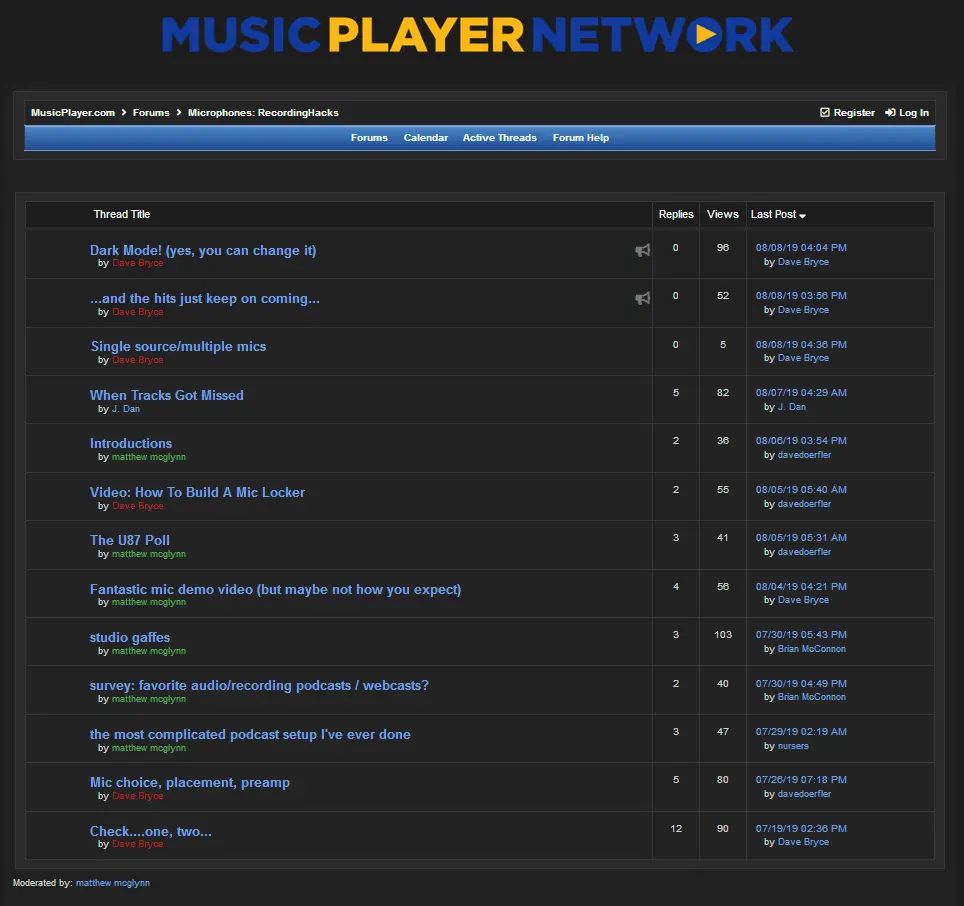 MUSICPLAYERNETWORK
MusicPlayer.com > Forums > Microphones: RecordingHacks Register Log In
Forums Calendar Active Threads Forum Help
Thread Title Replies Views Last Post
Dark Mode! (yes, you can change it) 0 96 08/08/19 04:04 PM
by Dave Bryce by Dave Bryce
...and the hits just keep on coming... 0 52 08/08/19 03:56 PM
by Dave Bryce by Dave Bryce
Single source/multiple mics 0 5 08/08/19 04:36 PM
by Dave Bryce by Dave Bryce
When Tracks Got Missed 5 82 08/07/19 04:29 AM
by J. Dan by J. Dan
Introductions 2 36 08/06/19 03:54 PM
by matthew mcglynn by davedoerfler
Video: How To Build A Mic Locker 2 55 08/05/19 05:40 AM
by Dave Bryce by davedoerfler
The U87 Poll 3 41 08/05/19 05:31 AM
by matthew mcglynn by davedoerfler
Fantastic mic demo video (but maybe not how you expect) 4 56 08/04/19 04:21 PM
by matthew mcglynn by Dave Bryce
studio gaffes 3 103 07/30/19 05:43 PM
by matthew mcglynn by Brian McConnon
survey: favorite audio/recording podcasts / webcasts? 2 40 07/30/19 04:49 PM
by matthew mcglynn by Brian McConnon
the most complicated podcast setup I've ever done 3 47 07/29/19 02:19 AM
by matthew mcglynn by nursers
Mic choice, placement, preamp 5 80 07/26/19 07:18 PM
by Dave Bryce by davedoerfler
Check....one, two... 12 90 07/19/19 02:36 PM
by Dave Bryce by Dave Bryce
Moderated by: matthew mcglynn